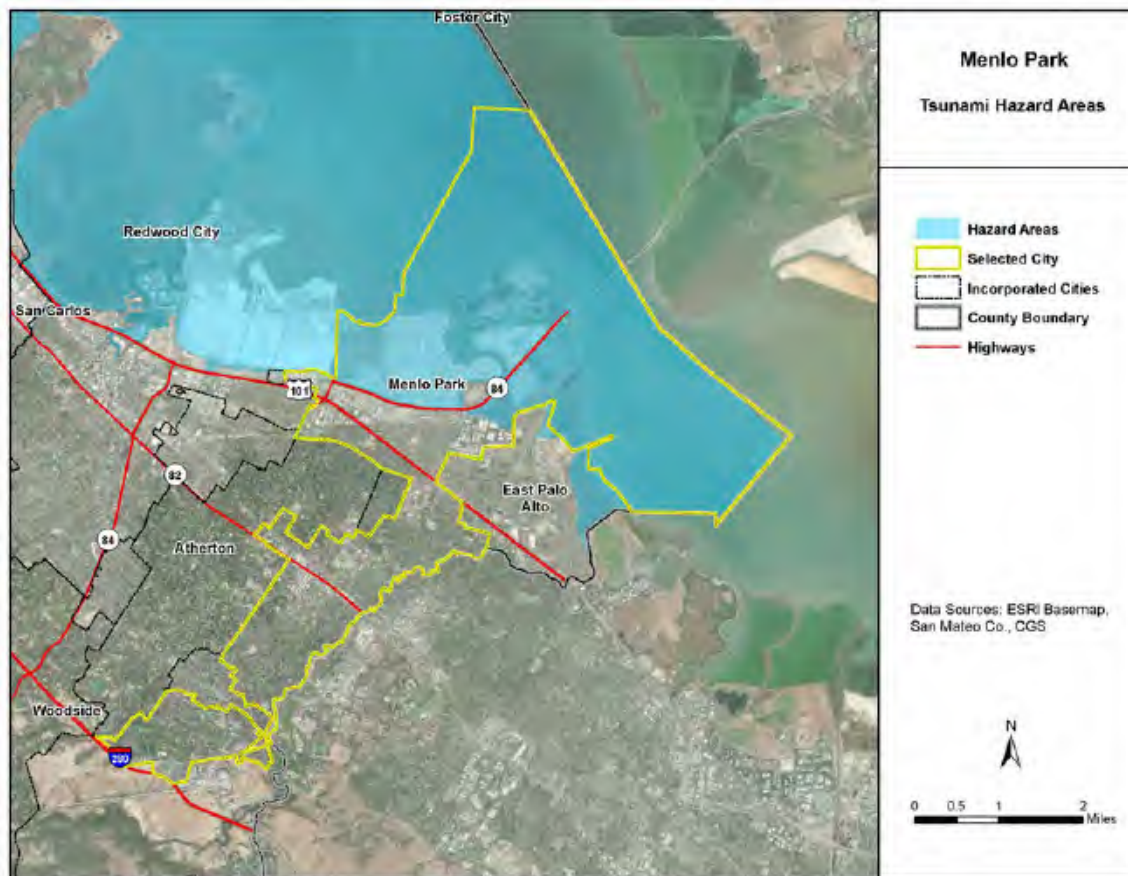 Foster City
Redwood City
San Carlos
101
Menlo Park
84
82
East Palo
Alto
84
Atherton
Woodside
280
Menlo Park
Tsunami Hazard Areas
Hazard Areas
Selected City
Incorporated Cities
County Boundary
Highways
Data Sources: ESRI Basemap,
San Mateo Co., CGS
N
0 0.5 1 2
Miles